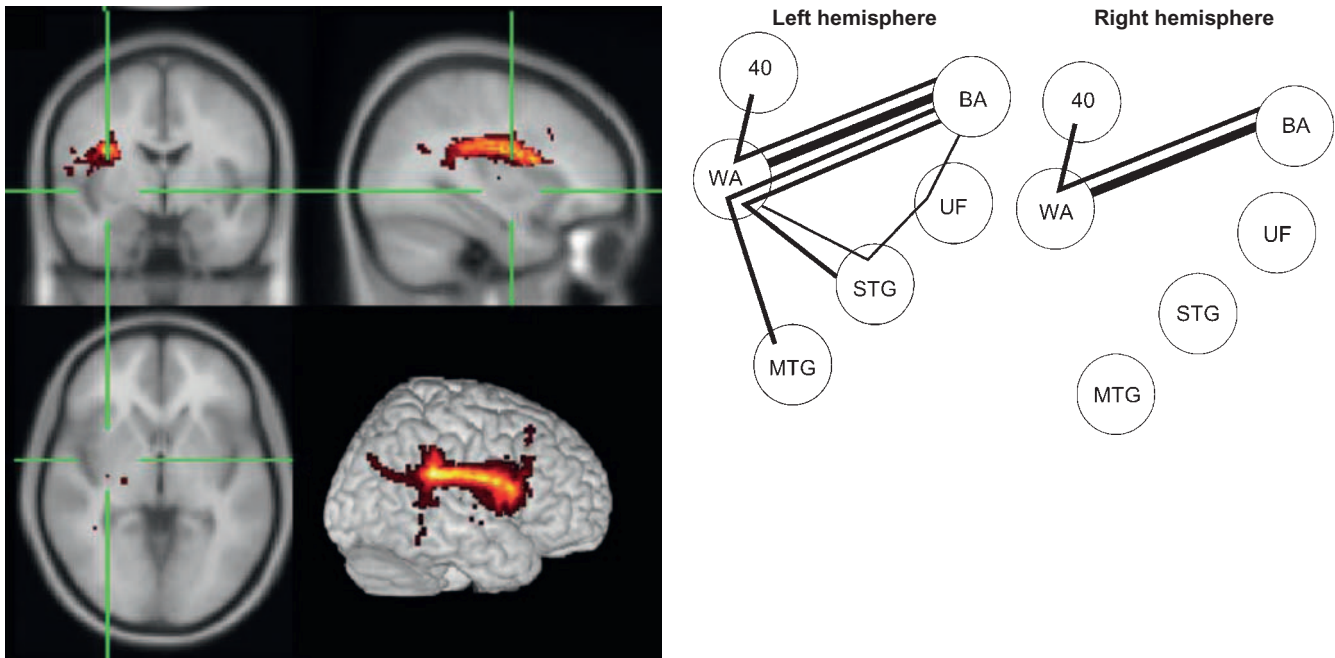 Left hemisphere
40
BA
WA
UF
STG
MTG
Right hemisphere
40
BA
WA
UF
STG
MTG